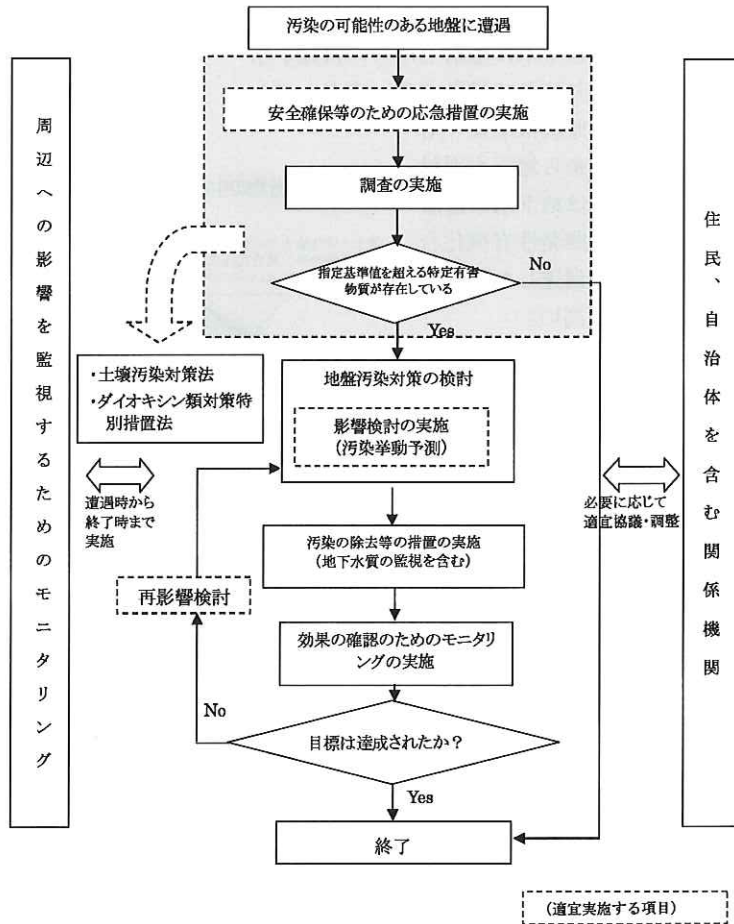 汚染の可能性のある地盤に遭遇
安全確保等のための応急措置の実施
調査の実施
指定基準値を超える特定有害
物質が存在している
No
Yes
・土壌汚染対策法
・ダイオキシン類対策特
別措置法
地盤汚染対策の検討
影響検討の実施
(汚染挙動予測)
周辺への影響を監視するためのモニタリング
遭遇時から
終了時まで
実施
必要に応じて
適宜協議・調整
住民、自治体を含む関係機関
汚染の除去等の措置の実施
(地下水質の監視を含む)
再影響検討
効果の確認のためのモニタリ
ングの実施
No
目標は達成されたか?
Yes
終了
(適宜実施する項目)